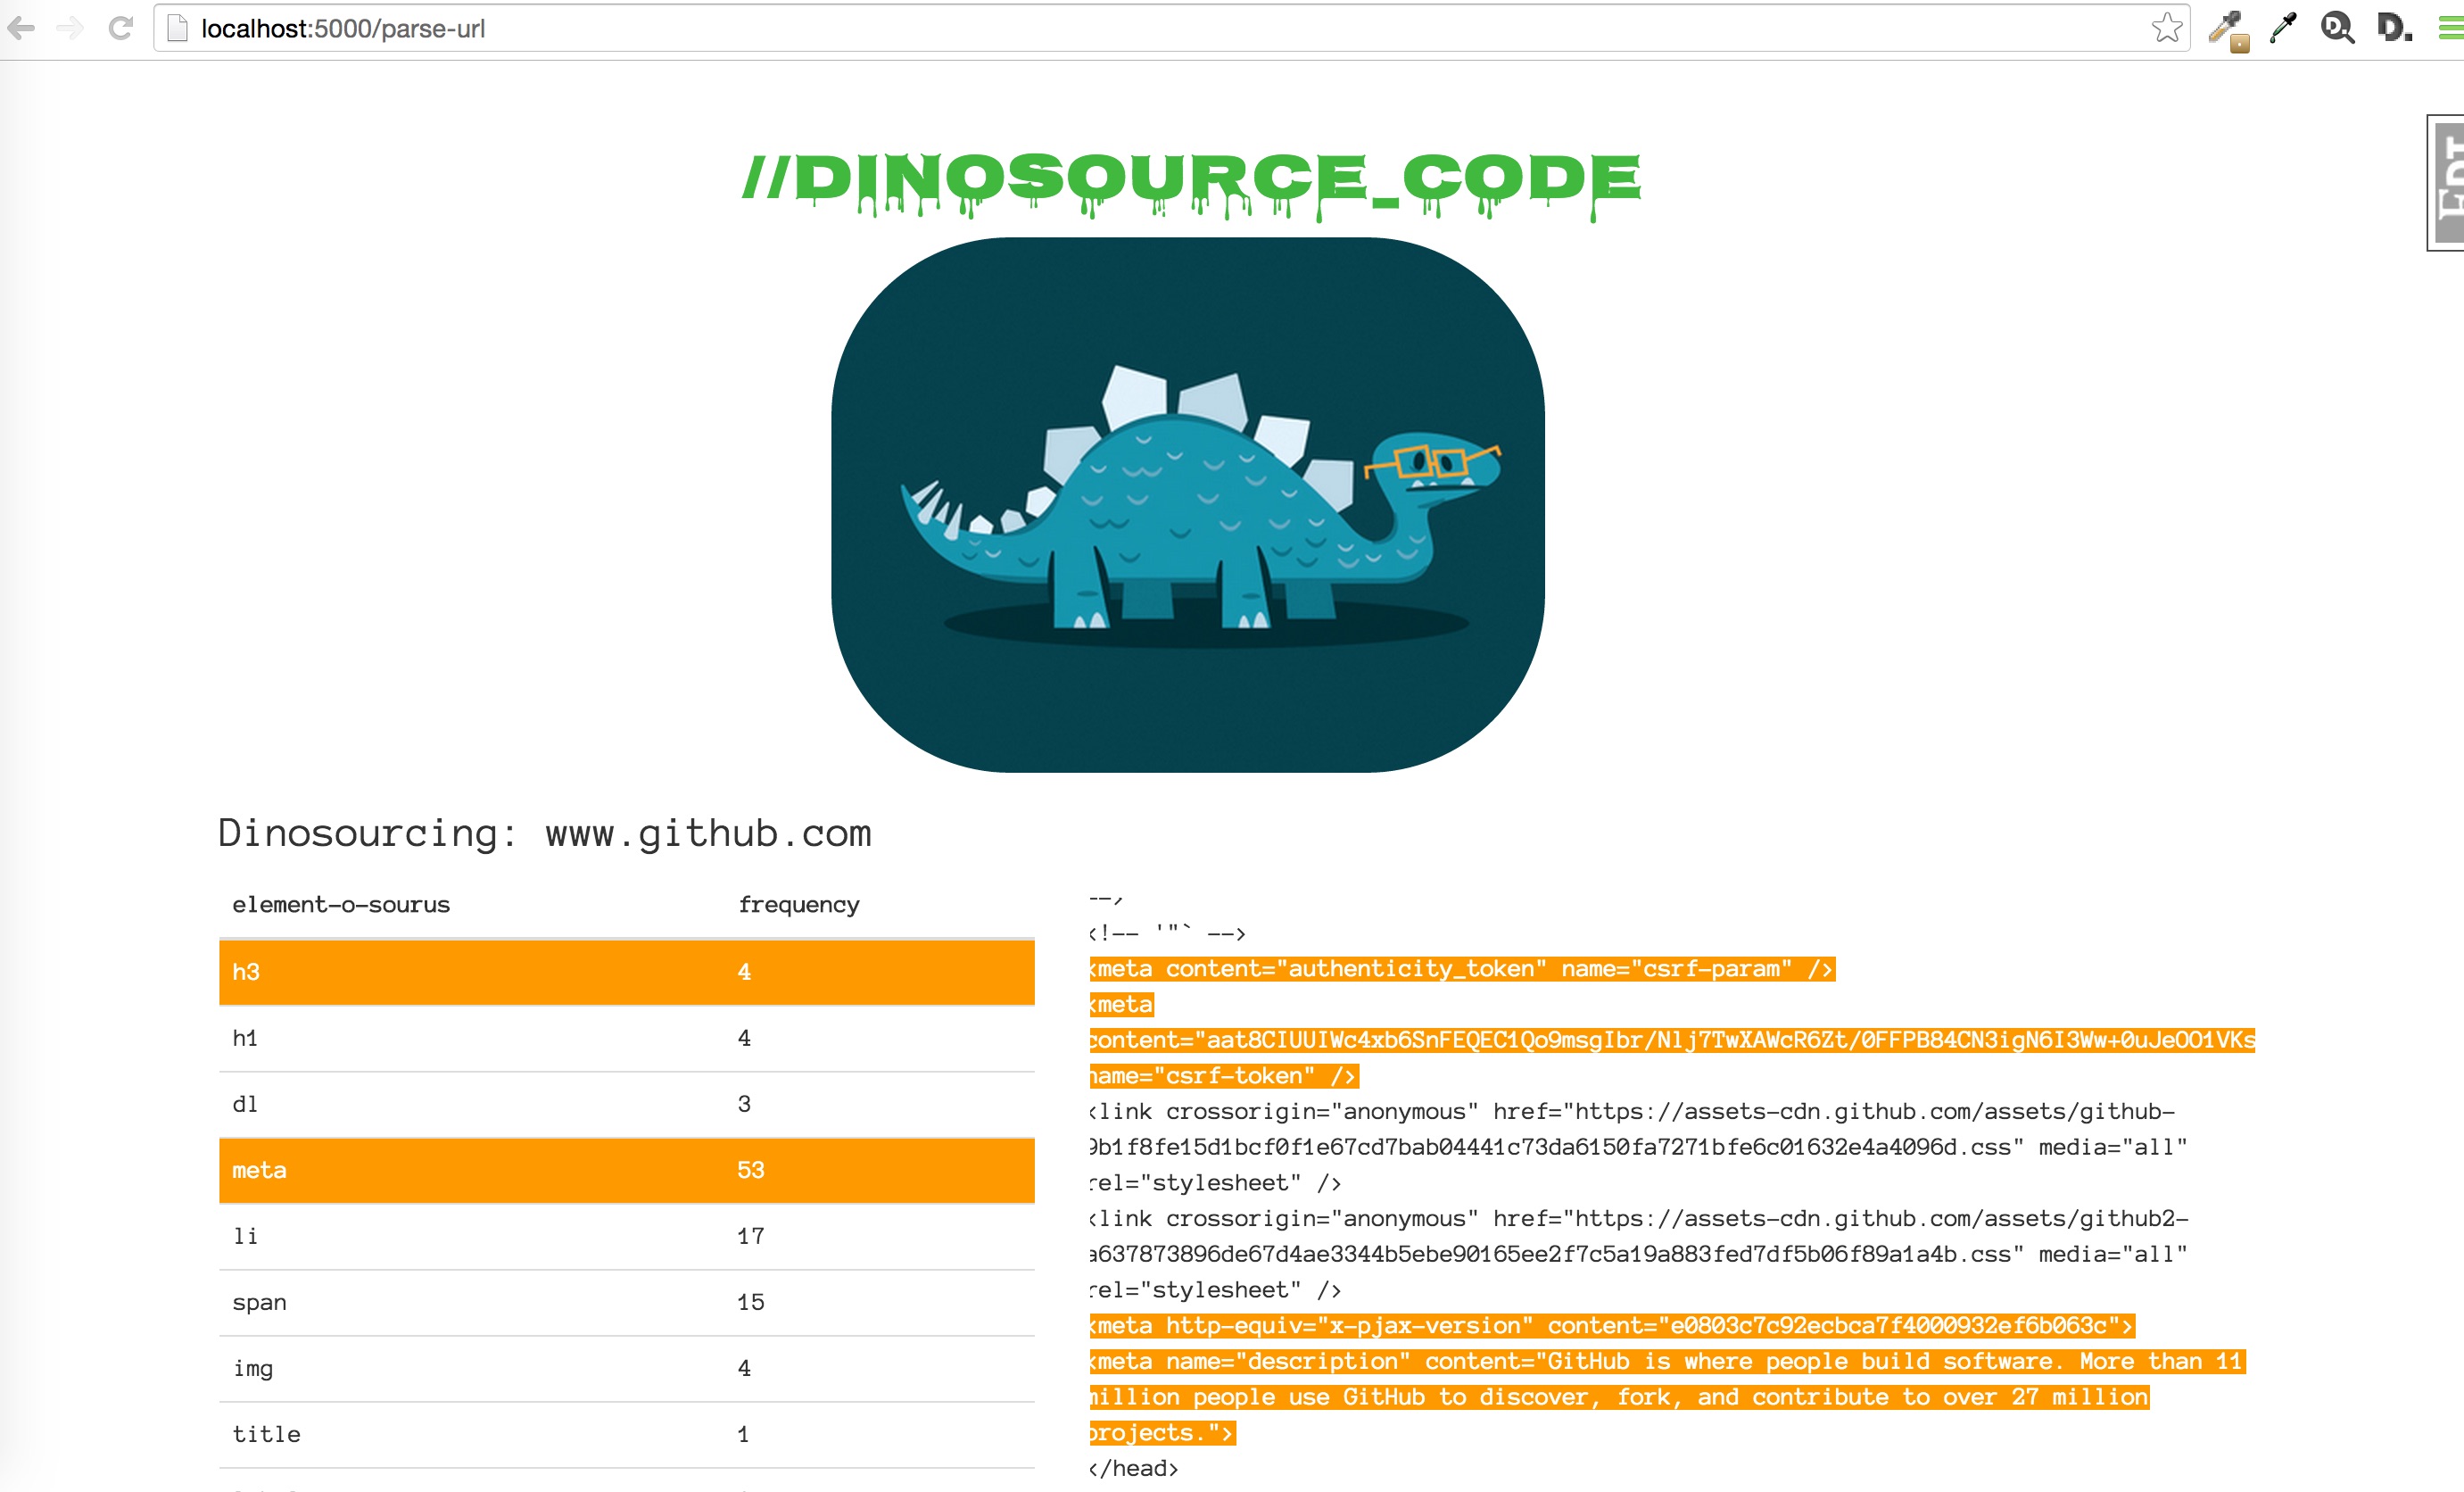 localhost:5000/parse-url
//DINOSOURCE_CODE
EDT
Dinosourcing: www.github.com
element-o-sourus frequency
h3 4
h1 4
dl 3
meta 53
li 17
span 15
img 4
title 1
<!-- '"` -->
<meta content="authenticity_token" name="csrf-param" />
<meta
content="aat8CIUUIWc4xb6SnFEQEC1Qo9msgIbr/Nlj7TwXAWcR6Zt/0FFPB84CN3igN6I3Ww+0uJeOO1VKs
name="csrf-token" />
<link crossorigin="anonymous" href="https://assets-cdn.github.com/assets/github-
9b1f8fe15d1bcf0f1e67cd7bab04441c73da6150fa7271bfe6c01632e4a4096d.css" media="all"
rel="stylesheet" />
<link crossorigin="anonymous" href="https://assets-cdn.github.com/assets/github2-
a637873896de67d4ae3344b5ebe90165ee2f7c5a19a883fed7df5b06f89a1a4b.css" media="all"
rel="stylesheet" />
<meta http-equiv="x-pjax-version" content="e0803c7c92ecbca7f4000932ef6b063c">
<meta name="description" content="GitHub is where people build software. More than 11
million people use GitHub to discover, fork, and contribute to over 27 million
projects.">
</head>